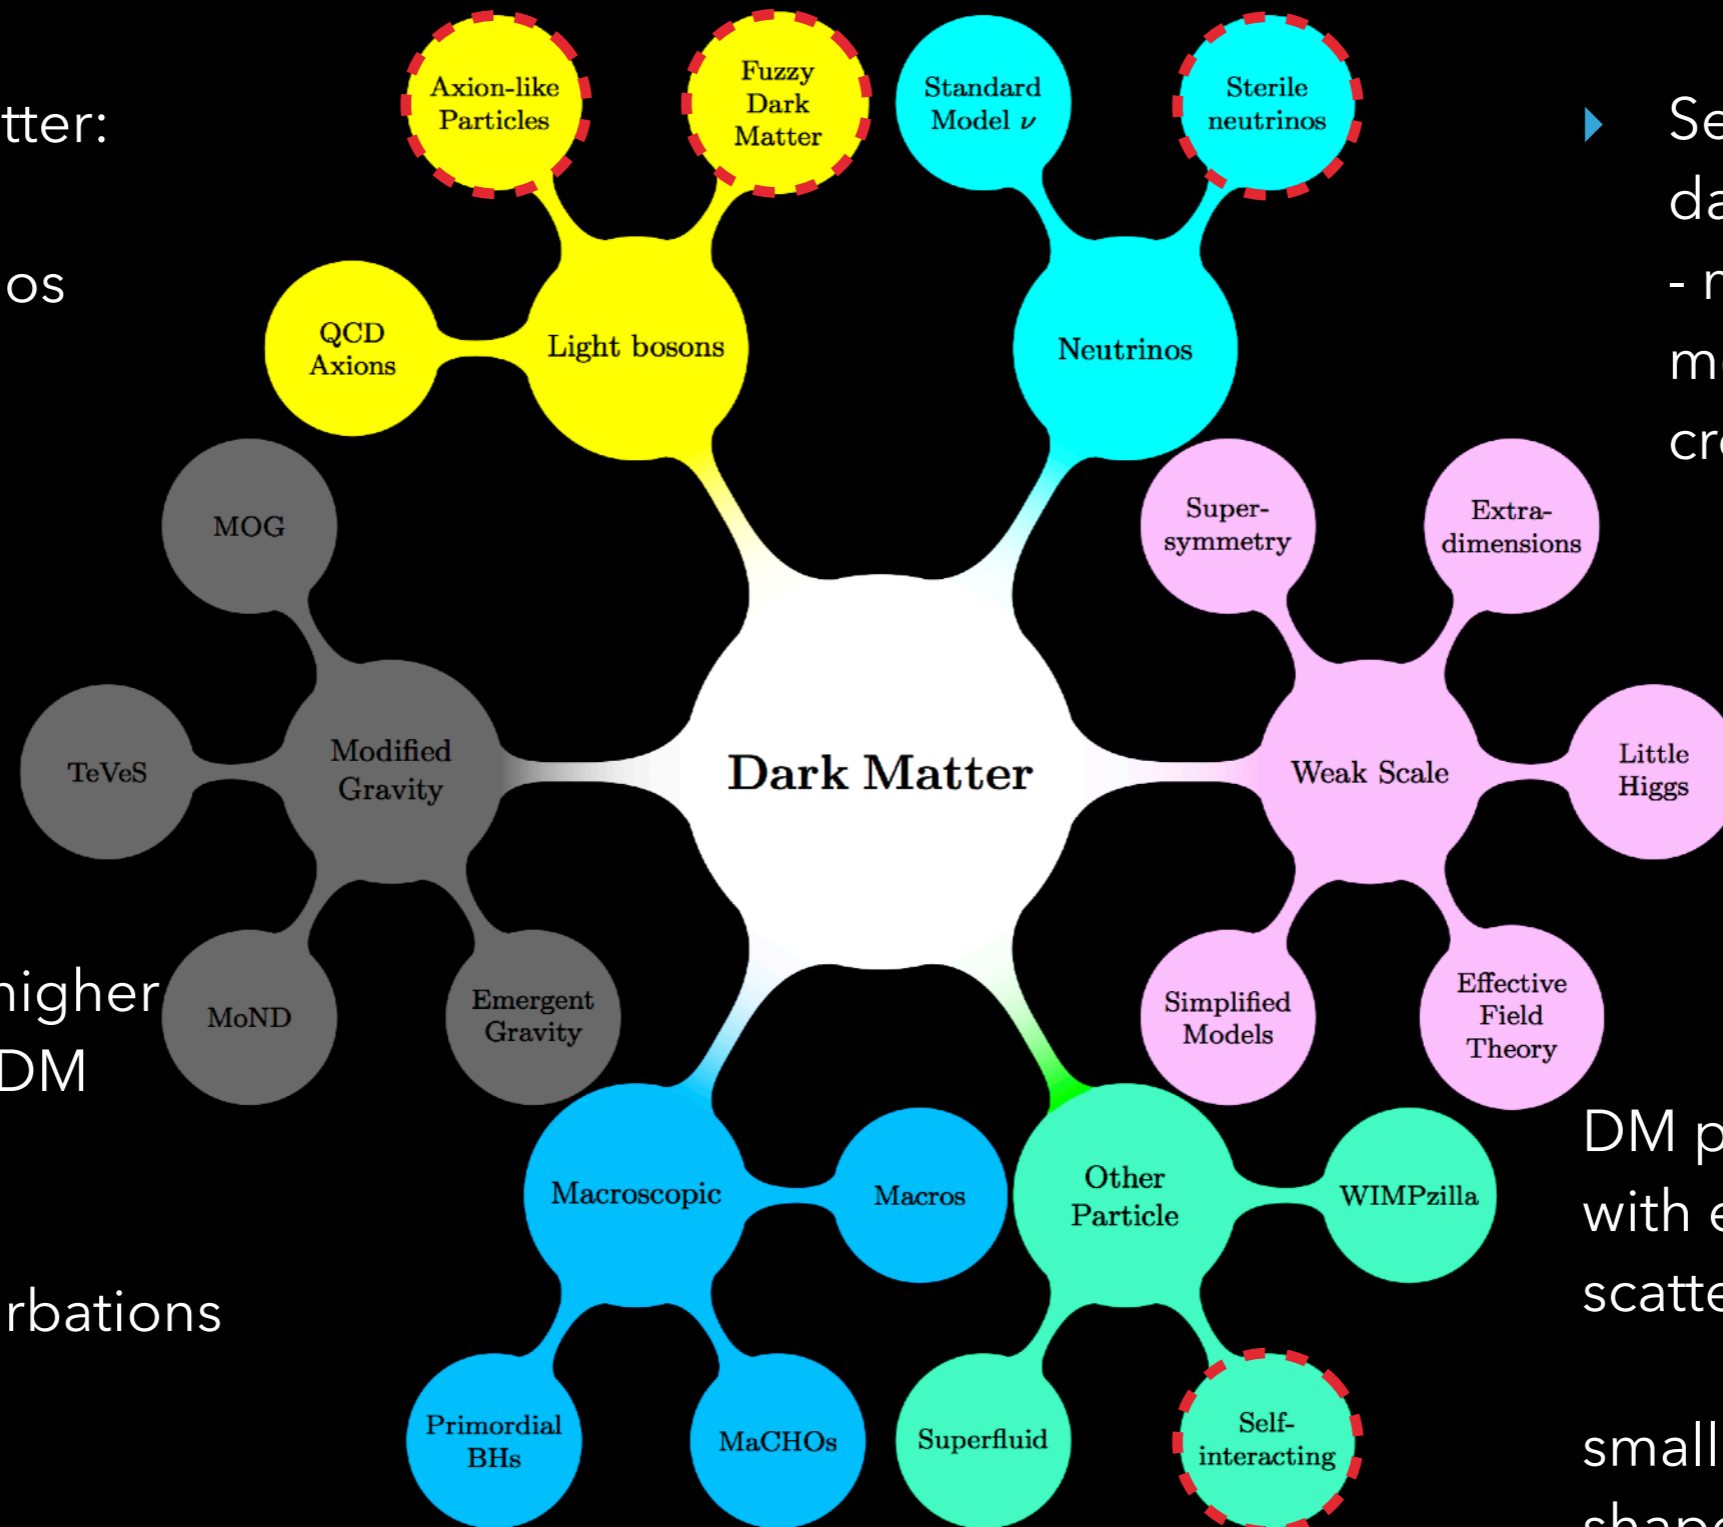 tter:
os
higher
DM
rbations
Axion-like
Particles
Fuzzy
Dark
Matter
Standard
Model ν
Sterile
neutrinos
QCD
Axions
Light bosons
Neutrinos
MOG
TeVeS
Modified
Gravity
MoND
Emergent
Gravity
Dark Matter
Super-
symmetry
Extra-
dimensions
Weak Scale
Little
Higgs
Simplified
Models
Effective
Field
Theory
Macroscopic
Macros
Primordial
BHs
MaCHOs
Other
Particle
WIMPzilla
Superfluid
Self-
interacting
Se
da
DM p
with e
scatte
small